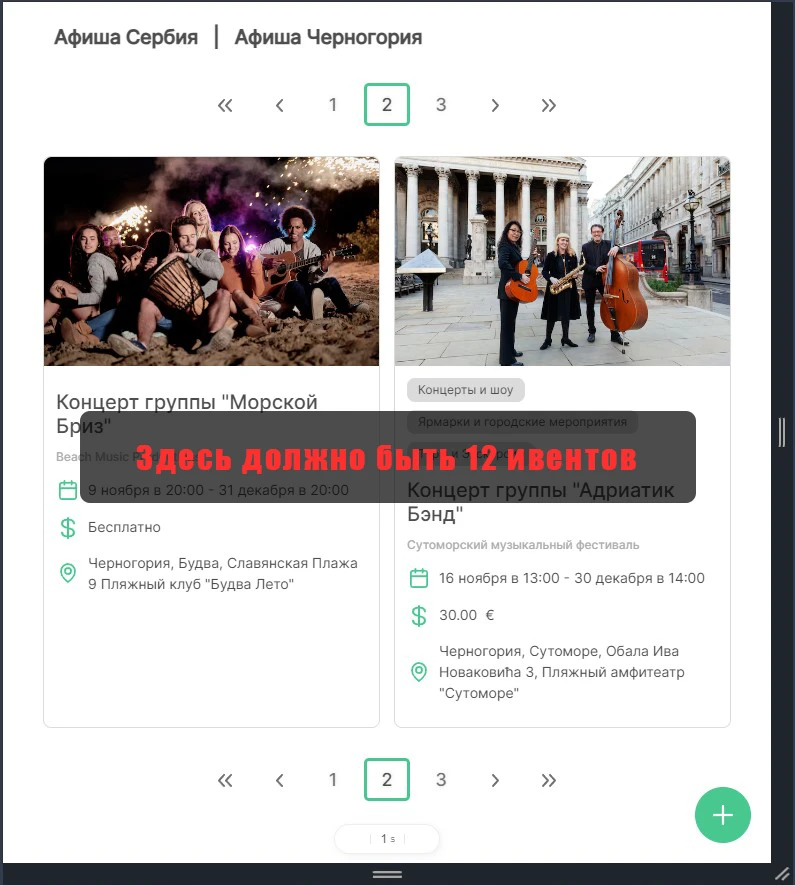 Афиша Сербия | Афиша Черногория
« ‹ 1 2 3 › »
Концерт группы "Морской
Бриз"
Beach Music
9 ноября в 20:00 - 31 декабря в 20:00
Бесплатно
Черногория, Будва, Славянская Плажа
9 Пляжный клуб "Будва Лето"
Концерты и шоу
Ярмарки и городские мероприятия
Здесь должно быть 12 ивентов
Концерт группы "Адриатик
Бэнд"
Сутоморский музыкальный фестиваль
16 ноября в 13:00 - 30 декабря в 14:00
30.00 €
Черногория, Сутоморе, Обала Ива
Новаковића 3, Пляжный амфитеатр
"Сутоморе"
« ‹ 1 2 3 › »
1 s